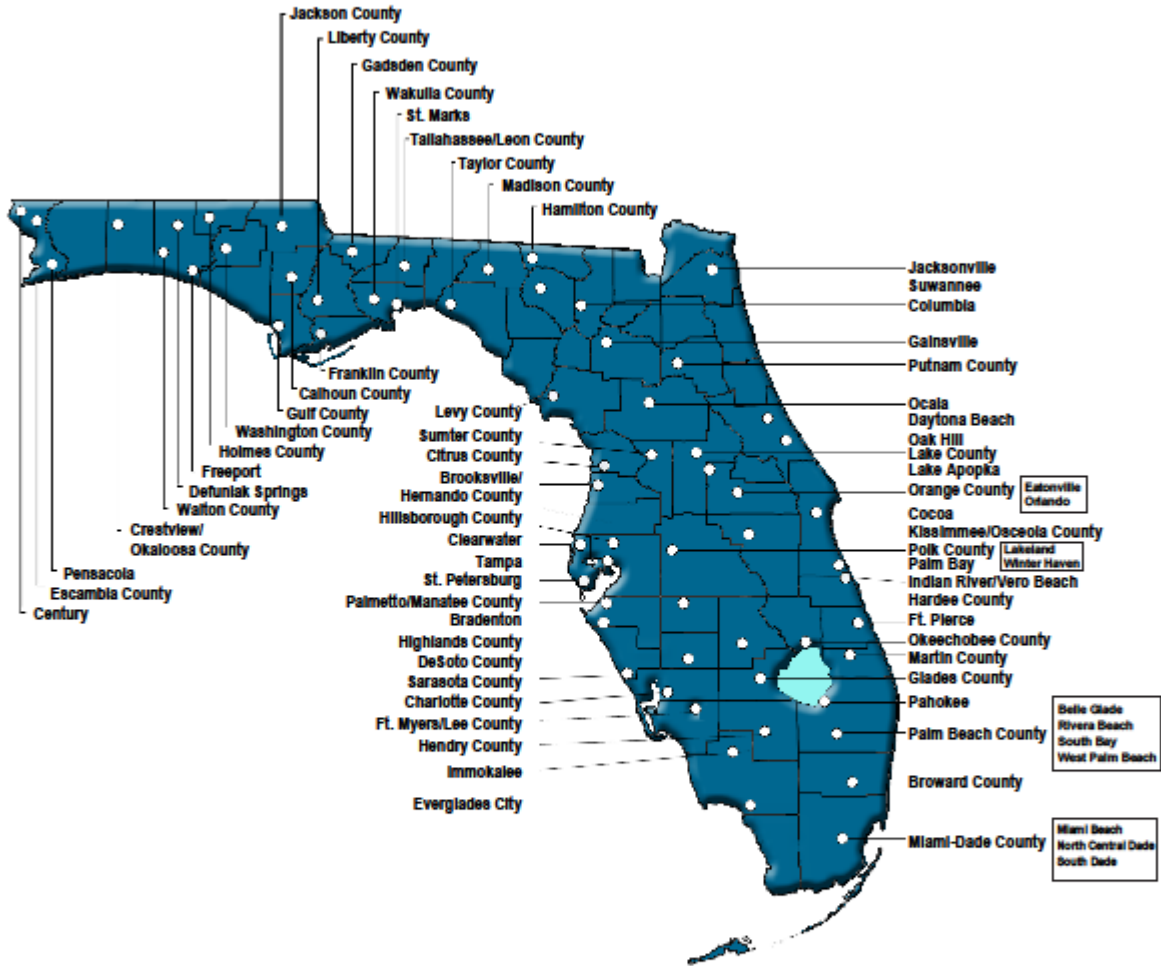 Jackson County
Liberty County
Gadsden County
Wakulla County
St. Marks
Tallahassee/Leon County
Taylor County
Madison County
Hamilton County
Jacksonville
Suwannee
Columbia
Gainsville
Putnam County
Franklin County
Calhoun County
Gulf County
Washington County
Holmes County
Freeport
Defuniak Springs
Walton County
Crestview/
Okaloosa County
Pensacola
Escambia County
Century
Levy County
Sumter County
Citrus County
Brooksville/
Hernando County
Hillsborough County
Clearwater
Tampa
St. Petersburg
Palmetto/Manatee County
Bradenton
Highlands County
DeSoto County
Sarasota County
Charlotte County
Ft. Myers/Lee County
Hendry County
Immokalee
Everglades City
Ocala
Daytona Beach
Oak Hill
Lake County
Lake Apopka
Orange County
Eatonville
Orlando
Cocoa
Kissimmee/Osceola County
Polk County
Lakeland
Winter Haven
Palm Bay
Indian River/Vero Beach
Hardee County
Ft. Pierce
Okeechobee County
Martin County
Glades County
Pahokee
Palm Beach County
Belle Glade
Rivera Beach
South Bay
West Palm Beach
Broward County
Miami-Dade County
Miami Beach
North Central Dade
South Dade